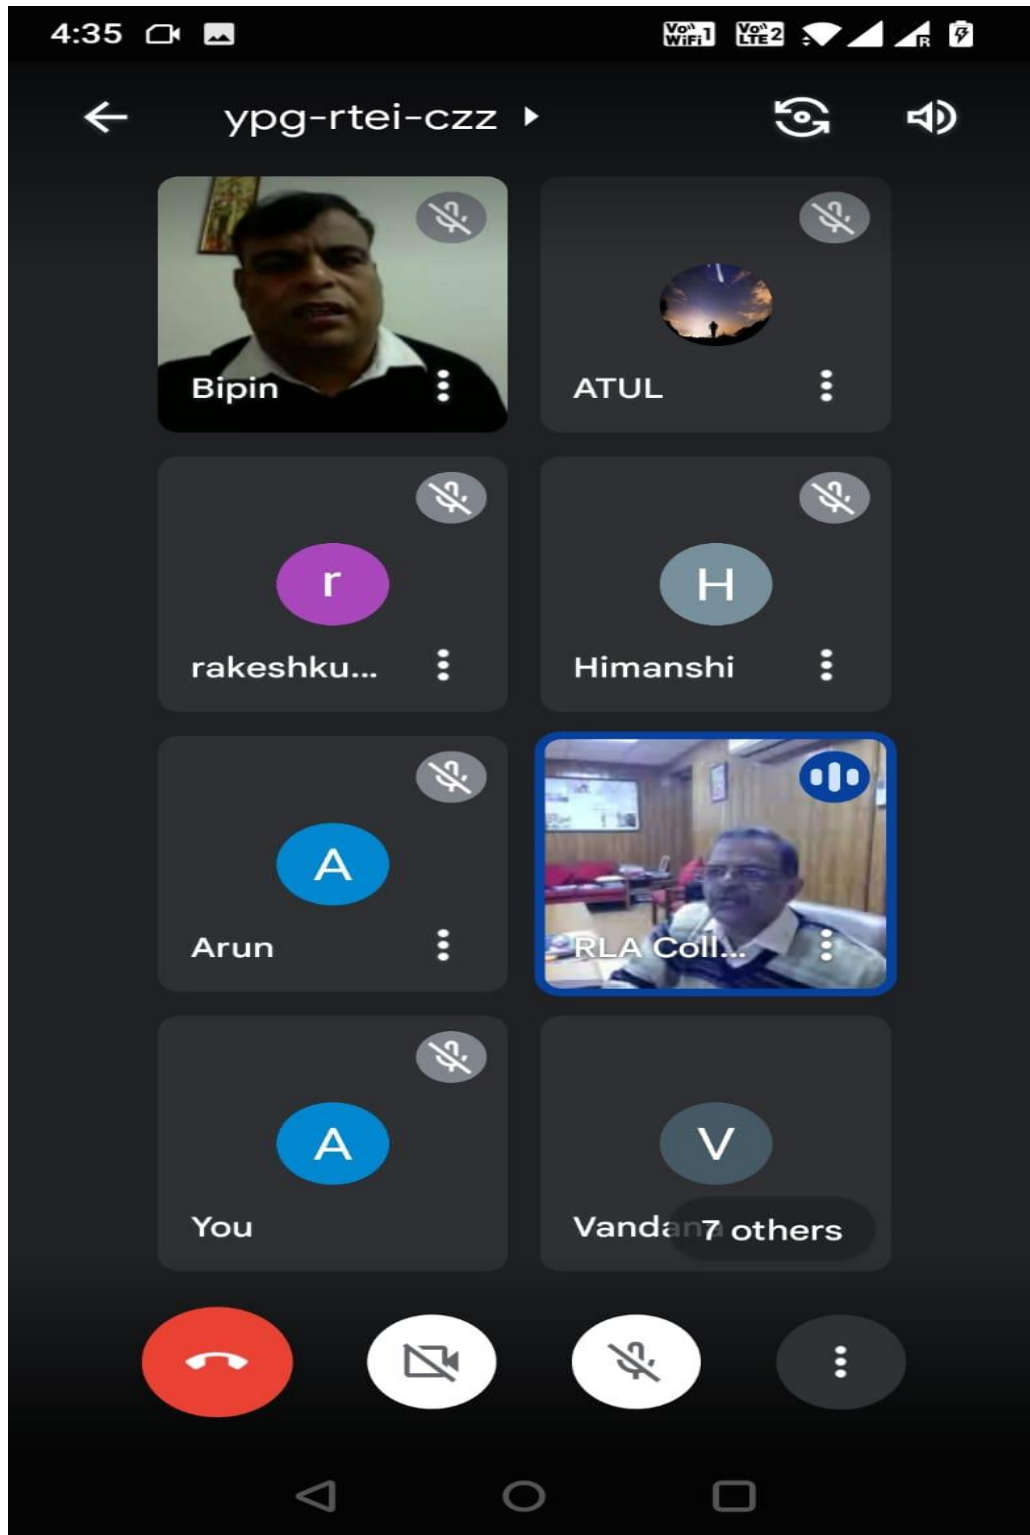 4:35 Vo)) WiFi 1 Vo)) LTE 2 R
ypg-rtei-czz
Bipin ATUL
r H
rakeshku... Himanshi
A
Arun RLA Coll...
A V
You Vandana 7 others